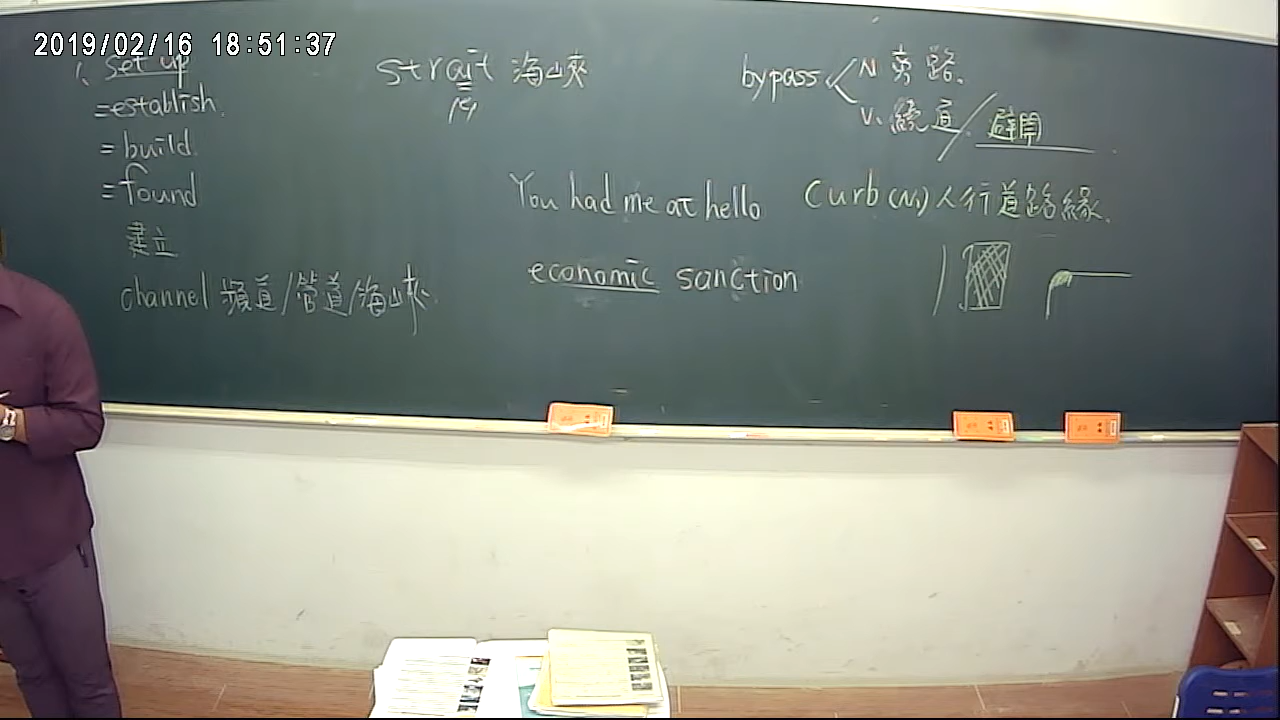 2019/02/16 18:51:37
1、set up
=establish.
=build.
=found
建立
channel 頻道/管道/海峽.
strait 海峽
You had me at hello
economic sanction
bypass N 旁路.
V. 繞道/避開
Curb (N) 人行道路緣.